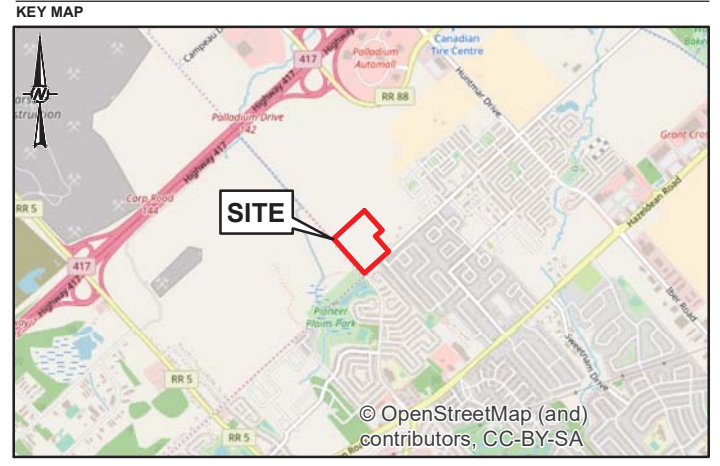 KEY MAP
Campeau D
417
Highway
Palladium
Automall
Canadian
Tire Centre
RR 88
Huntmar Drive
N
struction
Palladium Drive
142
Highway 417
Grant Cros
Hazeldean Road
RR 5
Carp Road
144
SITE
417
Highway 417
Pioneer
Plains Park
Iber Road
Sweetnam Drive
RR 5
RR 5
© OpenStreetMap (and)
contributors, CC-BY-SA